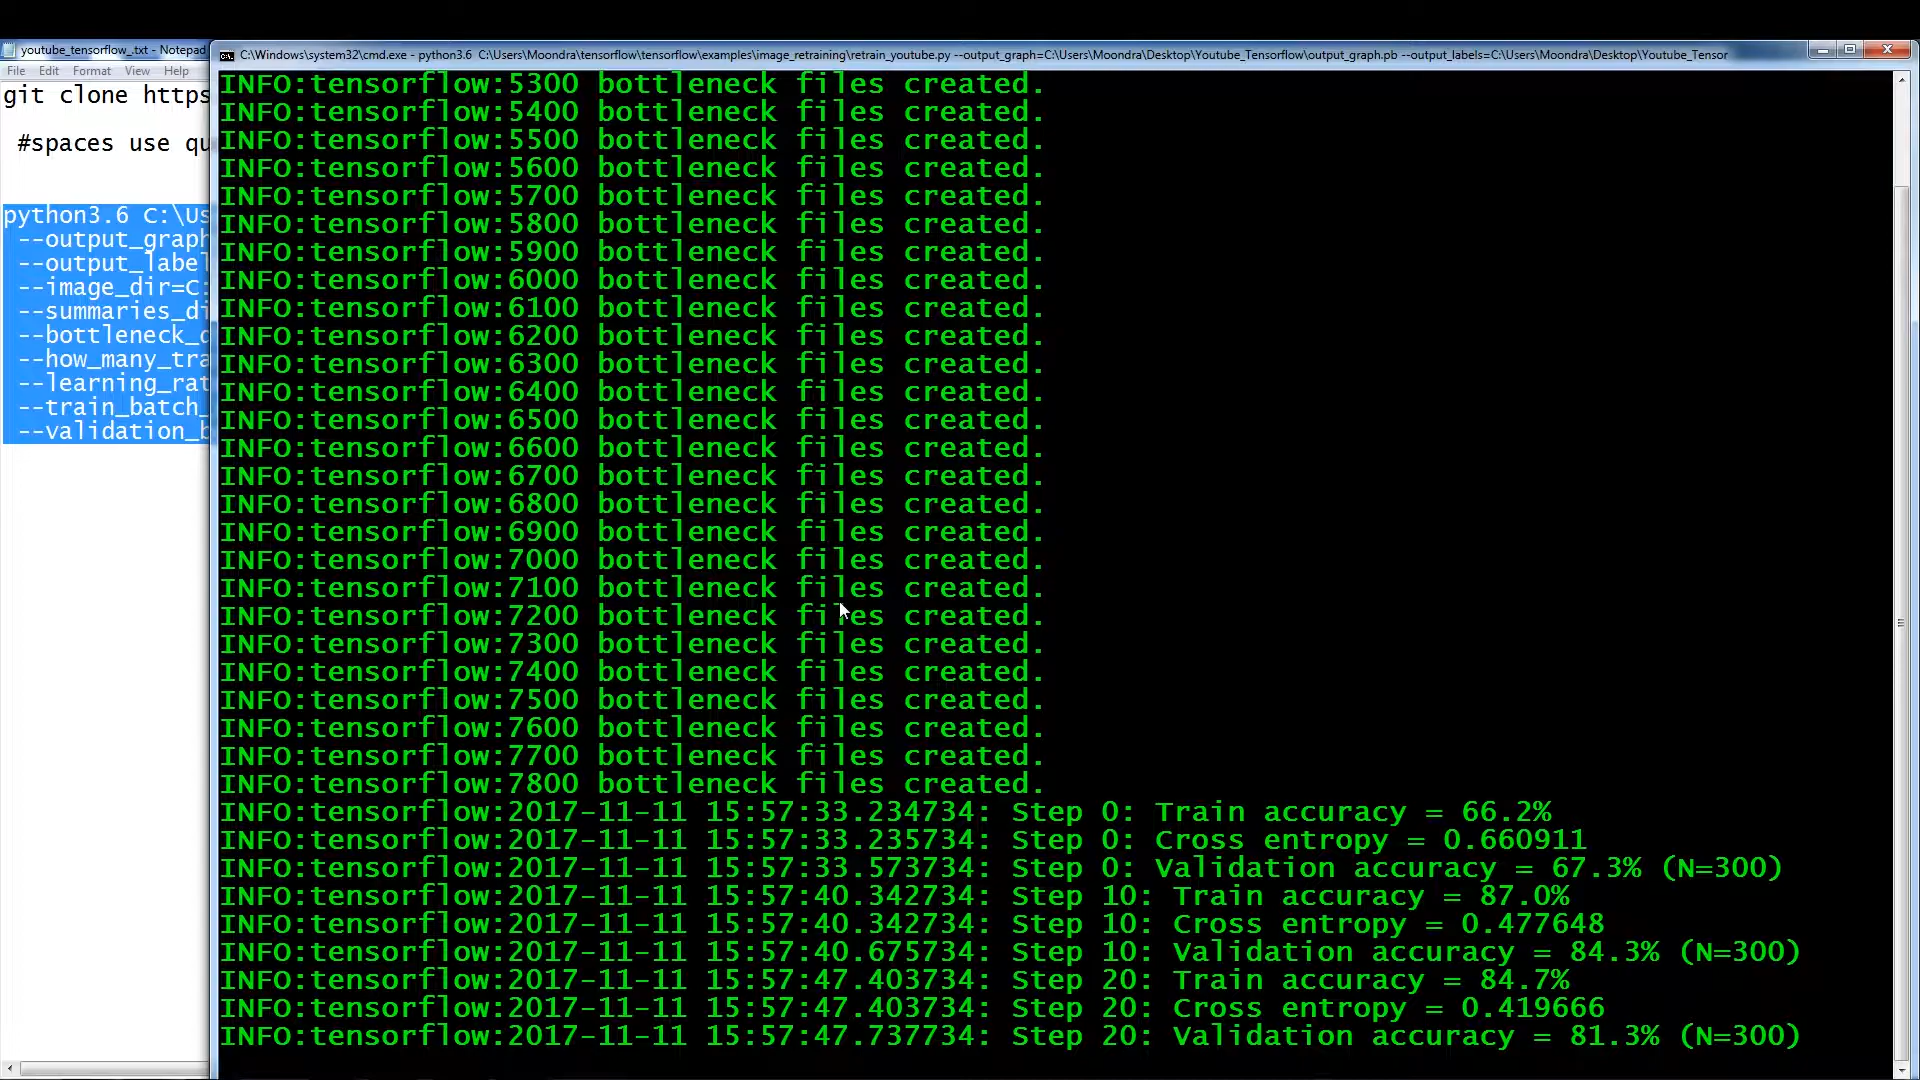 youtube_tensorflow_.txt - Notepad
File Edit Format View Help
git clone https
#spaces use qu
python3.6 C:\Us
--output_graph
--output_label
--image_dir=C:
--summaries_di
--bottleneck_d
--how_many_tra
--learning_rat
--train_batch_
--validation_b
C:\Windows\system32\cmd.exe - python3.6 C:\Users\Moondra\tensorflow\tensorflow\examples\image_retraining\retrain_youtube.py --output_graph=C:\Users\Moondra\Desktop\Youtube_Tensorflow\output_graph.pb --output_labels=C:\Users\Moondra\Desktop\Youtube_Tensor
INFO:tensorflow:5300 bottleneck files created.
INFO:tensorflow:5400 bottleneck files created.
INFO:tensorflow:5500 bottleneck files created.
INFO:tensorflow:5600 bottleneck files created.
INFO:tensorflow:5700 bottleneck files created.
INFO:tensorflow:5800 bottleneck files created.
INFO:tensorflow:5900 bottleneck files created.
INFO:tensorflow:6000 bottleneck files created.
INFO:tensorflow:6100 bottleneck files created.
INFO:tensorflow:6200 bottleneck files created.
INFO:tensorflow:6300 bottleneck files created.
INFO:tensorflow:6400 bottleneck files created.
INFO:tensorflow:6500 bottleneck files created.
INFO:tensorflow:6600 bottleneck files created.
INFO:tensorflow:6700 bottleneck files created.
INFO:tensorflow:6800 bottleneck files created.
INFO:tensorflow:6900 bottleneck files created.
INFO:tensorflow:7000 bottleneck files created.
INFO:tensorflow:7100 bottleneck files created.
INFO:tensorflow:7200 bottleneck files created.
INFO:tensorflow:7300 bottleneck files created.
INFO:tensorflow:7400 bottleneck files created.
INFO:tensorflow:7500 bottleneck files created.
INFO:tensorflow:7600 bottleneck files created.
INFO:tensorflow:7700 bottleneck files created.
INFO:tensorflow:7800 bottleneck files created.
INFO:tensorflow:2017-11-11 15:57:33.234734: Step 0: Train accuracy = 66.2%
INFO:tensorflow:2017-11-11 15:57:33.235734: Step 0: Cross entropy = 0.660911
INFO:tensorflow:2017-11-11 15:57:33.573734: Step 0: Validation accuracy = 67.3% (N=300)
INFO:tensorflow:2017-11-11 15:57:40.342734: Step 10: Train accuracy = 87.0%
INFO:tensorflow:2017-11-11 15:57:40.342734: Step 10: Cross entropy = 0.477648
INFO:tensorflow:2017-11-11 15:57:40.675734: Step 10: Validation accuracy = 84.3% (N=300)
INFO:tensorflow:2017-11-11 15:57:47.403734: Step 20: Train accuracy = 84.7%
INFO:tensorflow:2017-11-11 15:57:47.403734: Step 20: Cross entropy = 0.419666
INFO:tensorflow:2017-11-11 15:57:47.737734: Step 20: Validation accuracy = 81.3% (N=300)